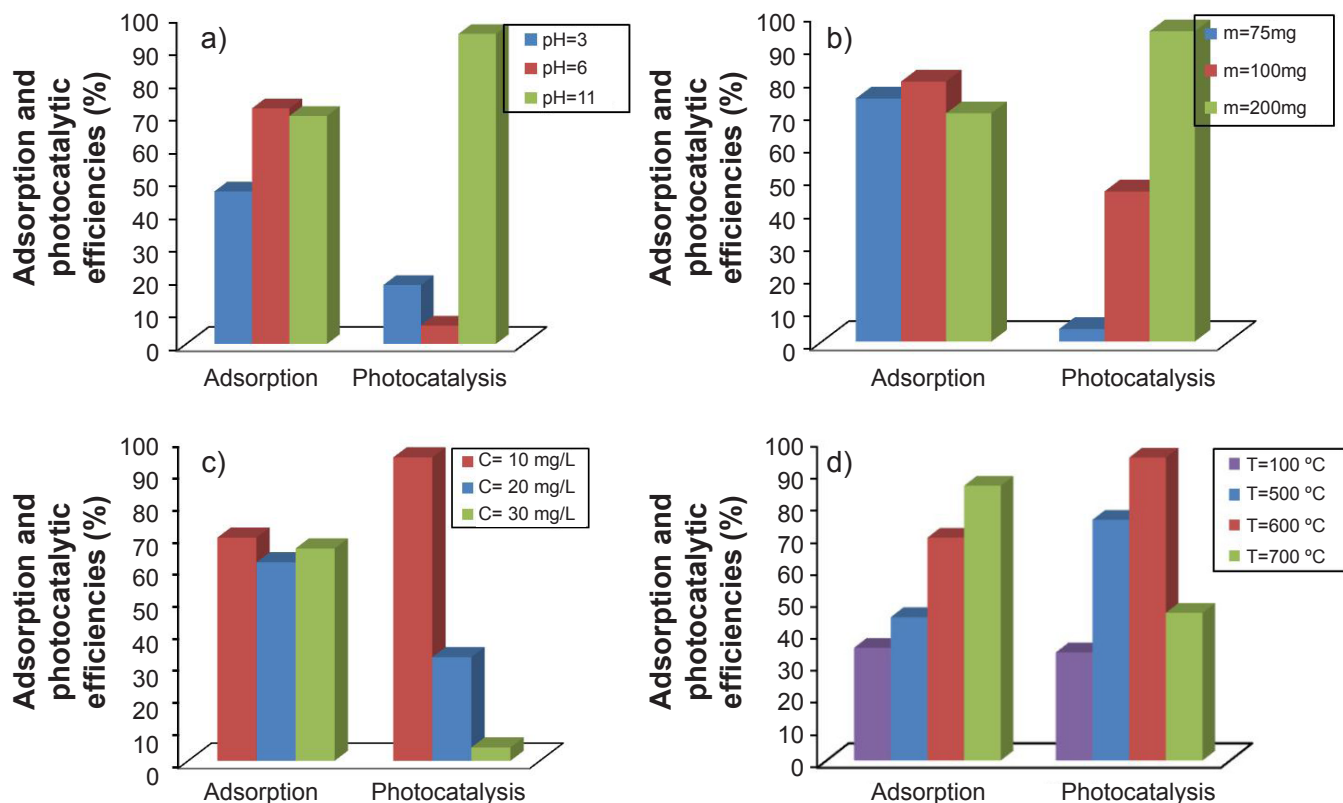 a)
Adsorption and
photocatalytic
efficiencies (%)
100
90
80
70
60
50
40
30
20
10
0
pH=3
pH=6
pH=11
Adsorption
Photocatalysis
b)
Adsorption and
photocatalytic
efficiencies (%)
100
90
80
70
60
50
40
30
20
10
0
m=75mg
m=100mg
m=200mg
Adsorption
Photocatalysis
c)
Adsorption and
photocatalytic
efficiencies (%)
100
90
80
70
60
50
40
30
20
10
0
C= 10 mg/L
C= 20 mg/L
C= 30 mg/L
Adsorption
Photocatalysis
d)
Adsorption and
photocatalytic
efficiencies (%)
100
90
80
70
60
50
40
30
20
10
0
T=100 ºC
T=500 ºC
T=600 ºC
T=700 ºC
Adsorption
Photocatalysis